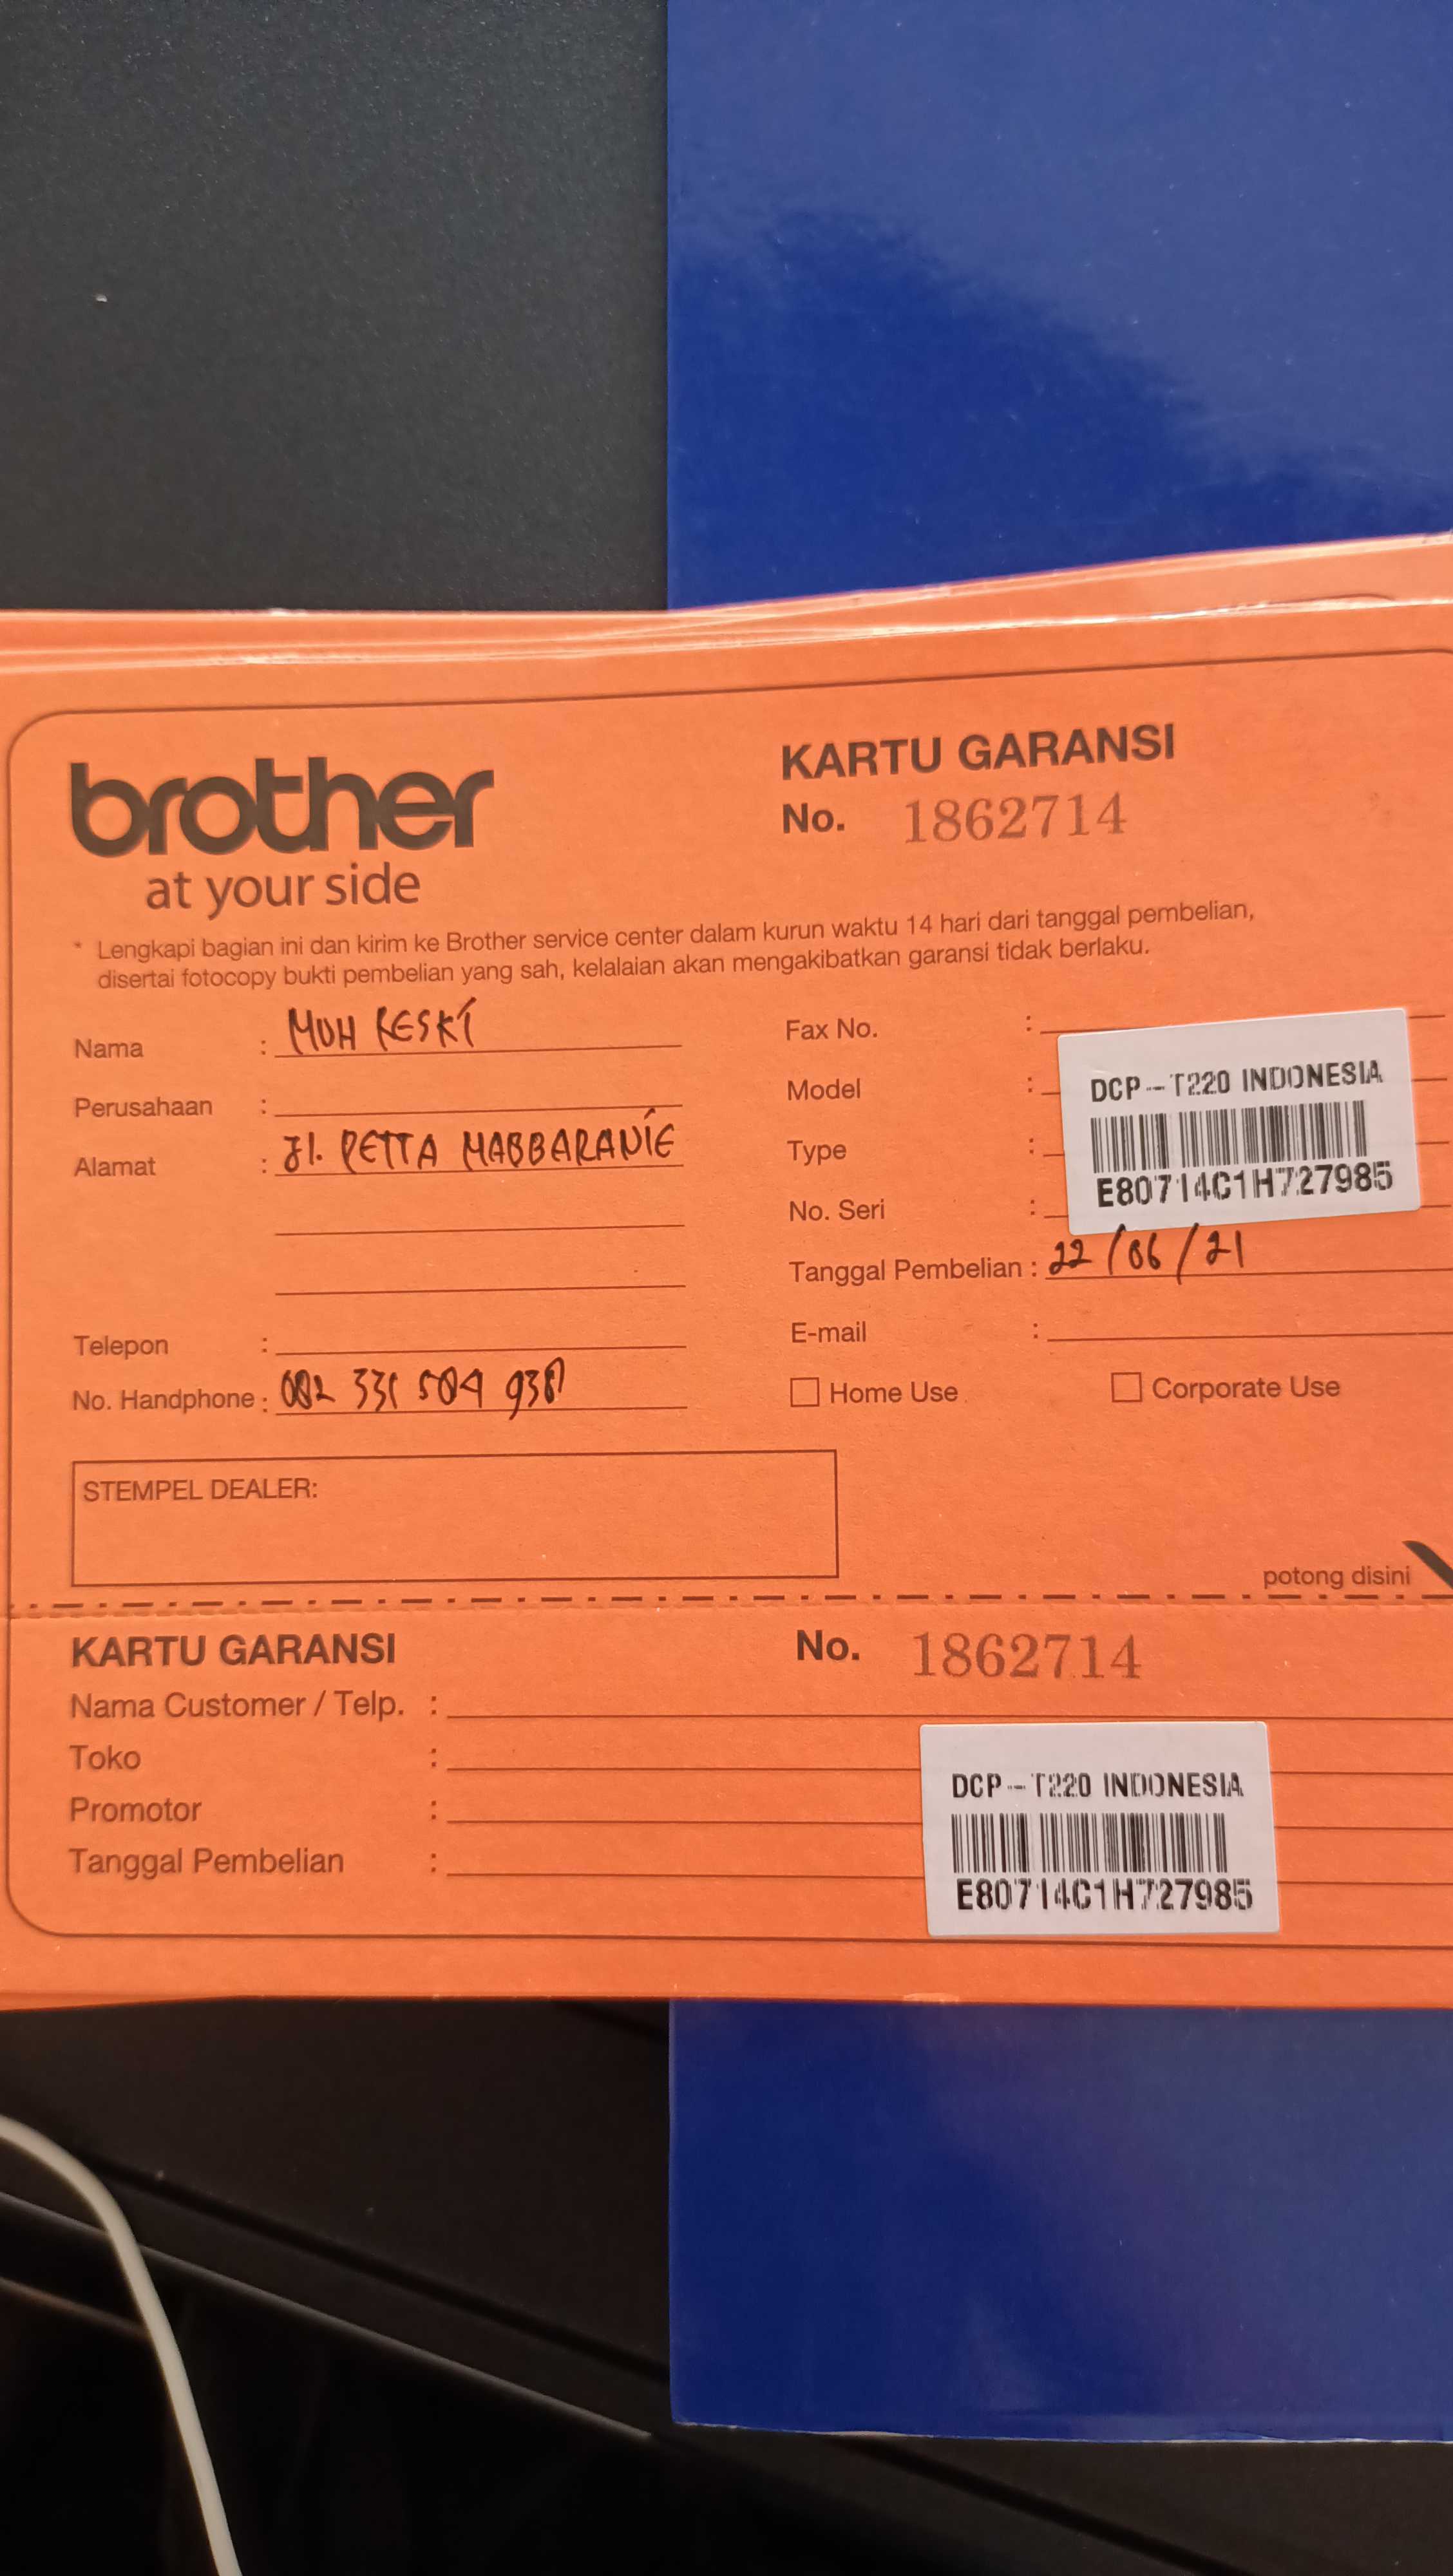 brother
at your side
KARTU GARANSI
No. 1862714
* Lengkapi bagian ini dan kirim ke Brother service center dalam kurun waktu 14 hari dari tanggal pembelian,
disertai fotocopy bukti pembelian yang sah, kelalaian akan mengakibatkan garansi tidak berlaku.
Nama : MUH RESKI
Perusahaan :
Alamat : Jl. PETTA MABBARANIE
Telepon :
No. Handphone : 082 331 504
Fax No. :
Model :
Type :
No. Seri :
DCP-T220 INDONESIA
E80714C1H727985
Tanggal Pembelian : 22/06/21
E-mail :
Home Use
Corporate Use
STEMPEL DEALER:
potong disini
KARTU GARANSI
No. 1862714
Nama Customer / Telp. :
Toko :
Promotor :
Tanggal Pembelian :
DCP-T220 INDONESIA
E80714C1H727985